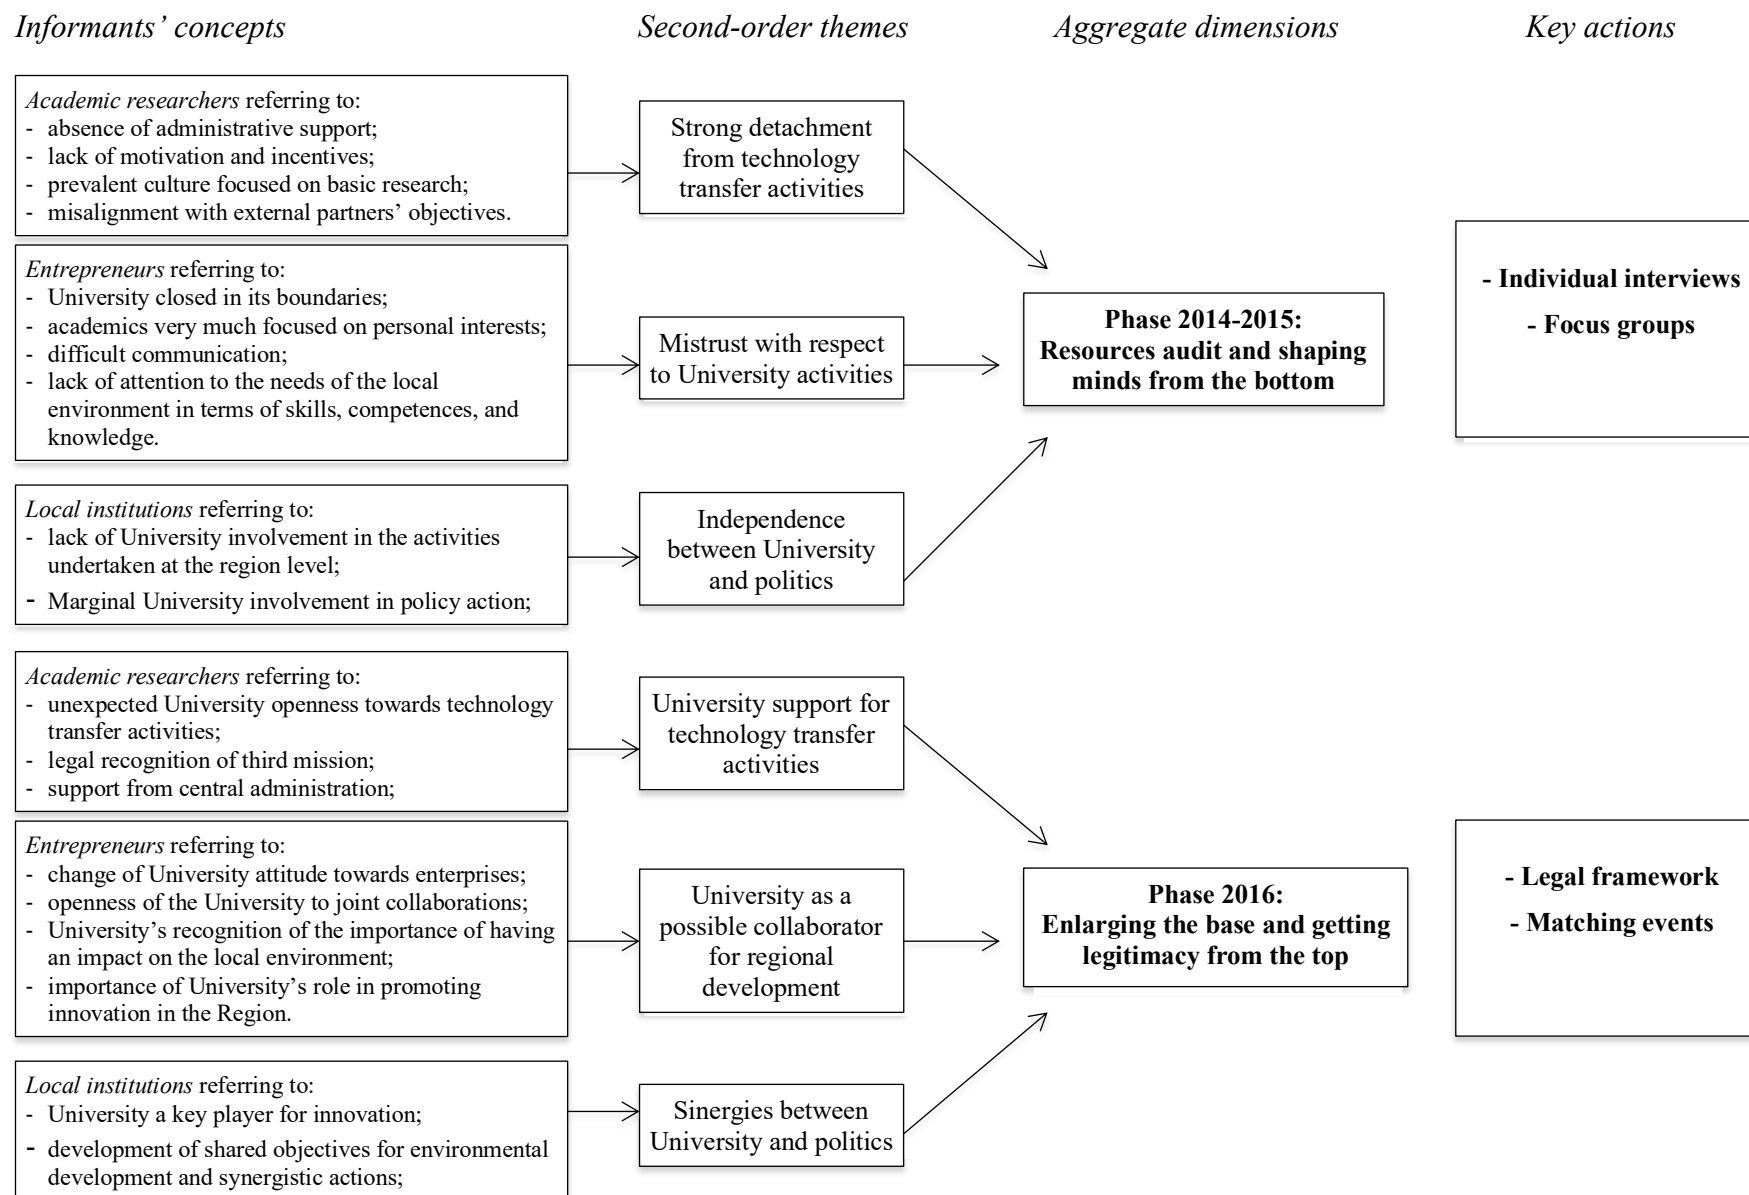 Informants’ concepts
Second-order themes
Aggregate dimensions
Key actions
Academic researchers referring to:
- absence of administrative support;
- lack of motivation and incentives;
- prevalent culture focused on basic research;
- misalignment with external partners’ objectives.
Strong detachment
from technology
transfer activities
Entrepreneurs referring to:
- University closed in its boundaries;
- academics very much focused on personal interests;
- difficult communication;
- lack of attention to the needs of the local
environment in terms of skills, competences, and
knowledge.
Mistrust with respect
to University activities
Local institutions referring to:
- lack of University involvement in the activities
undertaken at the region level;
- Marginal University involvement in policy action;
Independence
between University
and politics
Phase 2014-2015:
Resources audit and shaping
minds from the bottom
- Individual interviews
- Focus groups
Academic researchers referring to:
- unexpected University openness towards technology
transfer activities;
- legal recognition of third mission;
- support from central administration;
University support for
technology transfer
activities
Entrepreneurs referring to:
- change of University attitude towards enterprises;
- openness of the University to joint collaborations;
- University’s recognition of the importance of having
an impact on the local environment;
- importance of University’s role in promoting
innovation in the Region.
University as a
possible collaborator
for regional
development
Local institutions referring to:
- University a key player for innovation;
- development of shared objectives for environmental
development and synergistic actions;
Sinergies between
University and politics
Phase 2016:
Enlarging the base and getting
legitimacy from the top
- Legal framework
- Matching events